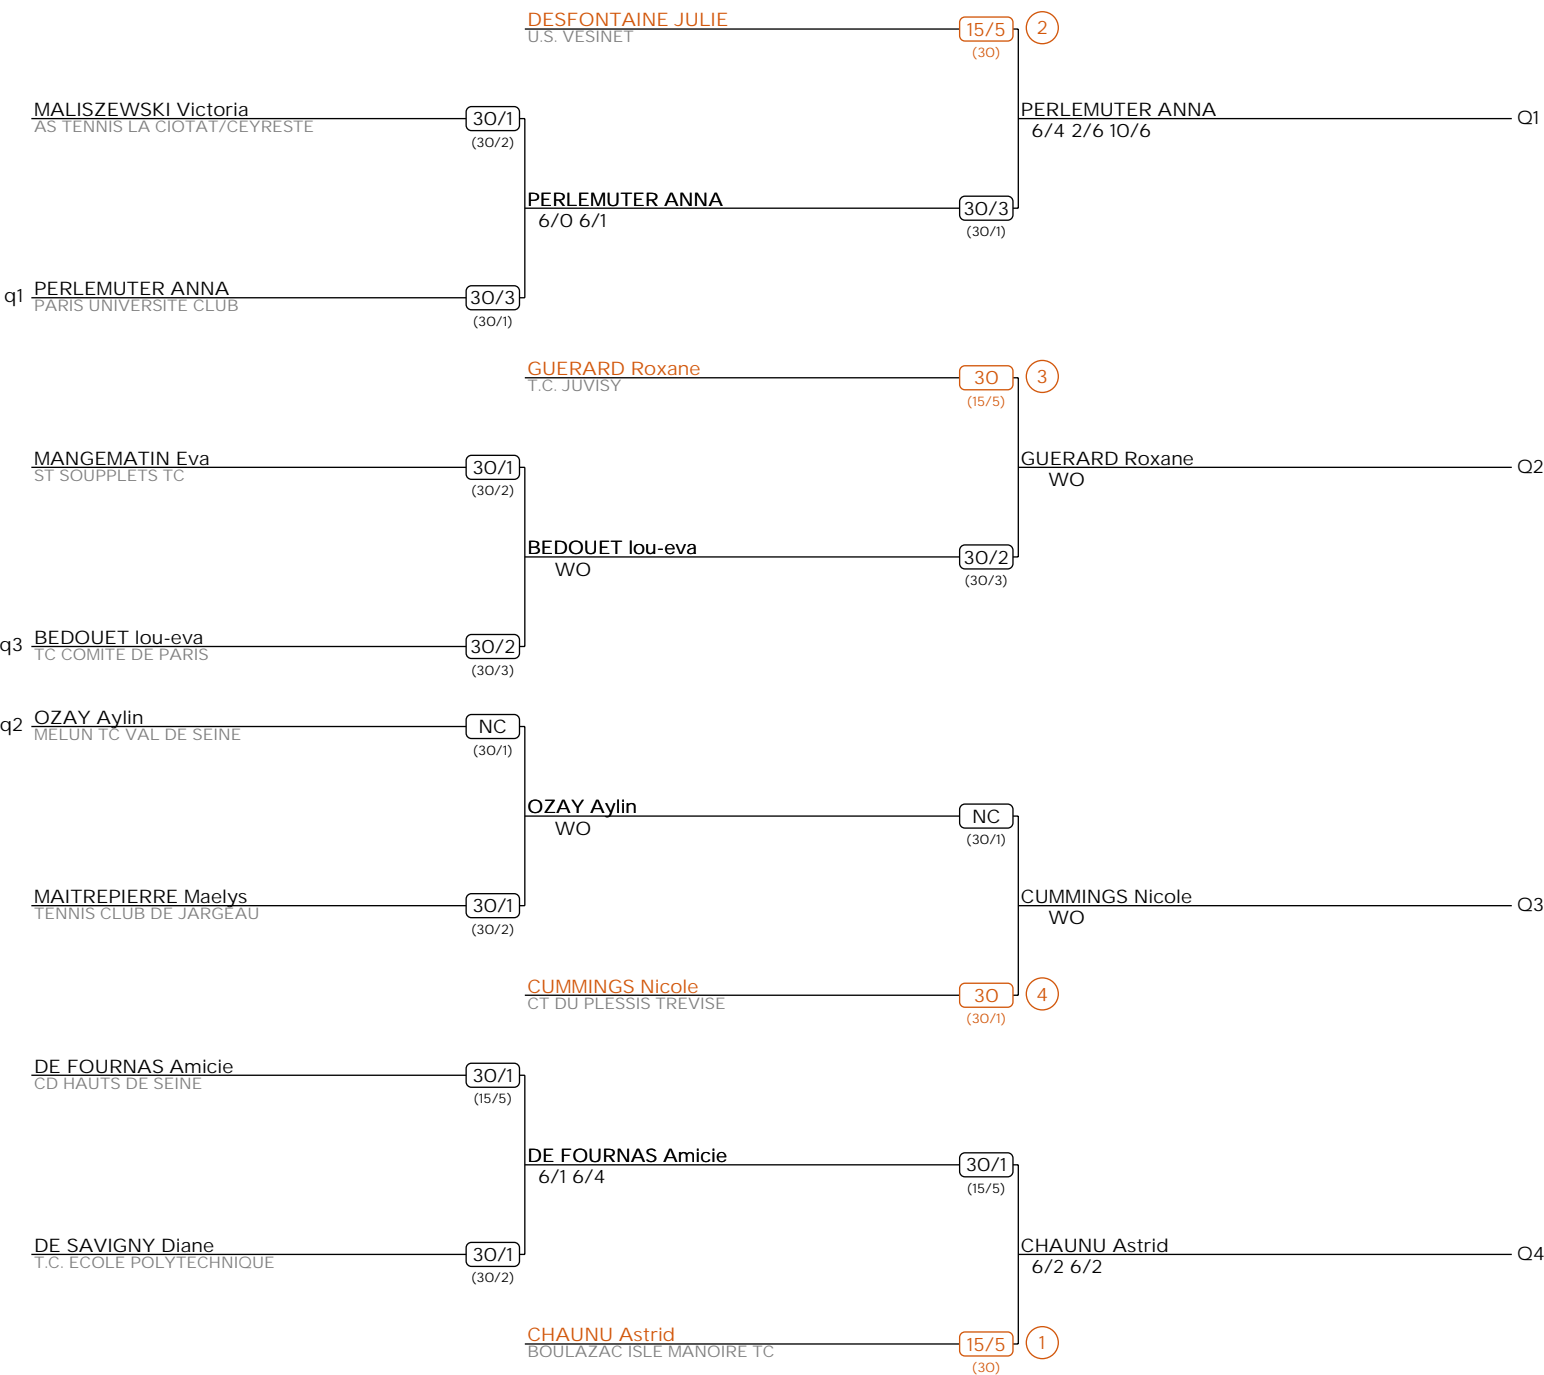 DESFONTAINE JULIE
U.S. VESINET
15/5
(30)
2
MALISZEWSKI Victoria
AS TENNIS LA CIOTAT/CEYRESTE
30/1
(30/2)
PERLEMUTER ANNA
6/4 2/6 10/6
Q1
PERLEMUTER ANNA
6/0 6/1
30/3
(30/1)
q1
PERLEMUTER ANNA
PARIS UNIVERSITE CLUB
30/3
(30/1)
GUERARD Roxane
T.C. JUVISY
30
(15/5)
3
MANGEMATIN Eva
ST SOUPPLETS TC
30/1
(30/2)
GUERARD Roxane
WO
Q2
BEDOUET lou-eva
WO
30/2
(30/3)
q3
BEDOUET lou-eva
TC COMITE DE PARIS
30/2
(30/3)
q2
OZAY Aylin
MELUN TC VAL DE SEINE
NC
(30/1)
OZAY Aylin
WO
NC
(30/1)
MAITREPIERRE Maelys
TENNIS CLUB DE JARGEAU
30/1
(30/2)
CUMMINGS Nicole
WO
Q3
CUMMINGS Nicole
CT DU PLESSIS TREVISE
30
(30/1)
4
DE FOURNAS Amicie
CD HAUTS DE SEINE
30/1
(15/5)
DE FOURNAS Amicie
6/1 6/4
30/1
(15/5)
DE SAVIGNY Diane
T.C. ECOLE POLYTECHNIQUE
30/1
(30/2)
CHAUNU Astrid
6/2 6/2
Q4
CHAUNU Astrid
BOULAZAC ISLE MANOIRE TC
15/5
(30)
1